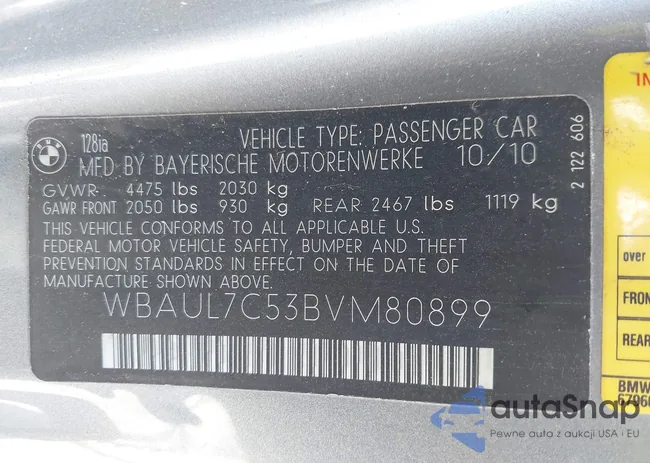 BMW
128ia
VEHICLE TYPE: PASSENGER CAR
MFD BY BAYERISCHE MOTORENWERKE 10/10
GVWR 4475 lbs 2030 kg
GAWR FRONT 2050 lbs 930 kg REAR 2467 lbs 1119 kg
THIS VEHICLE CONFORMS TO ALL APPLICABLE U.S.
FEDERAL MOTOR VEHICLE SAFETY, BUMPER AND THEFT
PREVENTION STANDARDS IN EFFECT ON THE DATE OF
MANUFACTURE SHOWN ABOVE.
WBAUL7C53BVM80899
2 122 606
over
FRON
REAR
BMW
autoSnap
Pewne auta z aukcji USA i EU